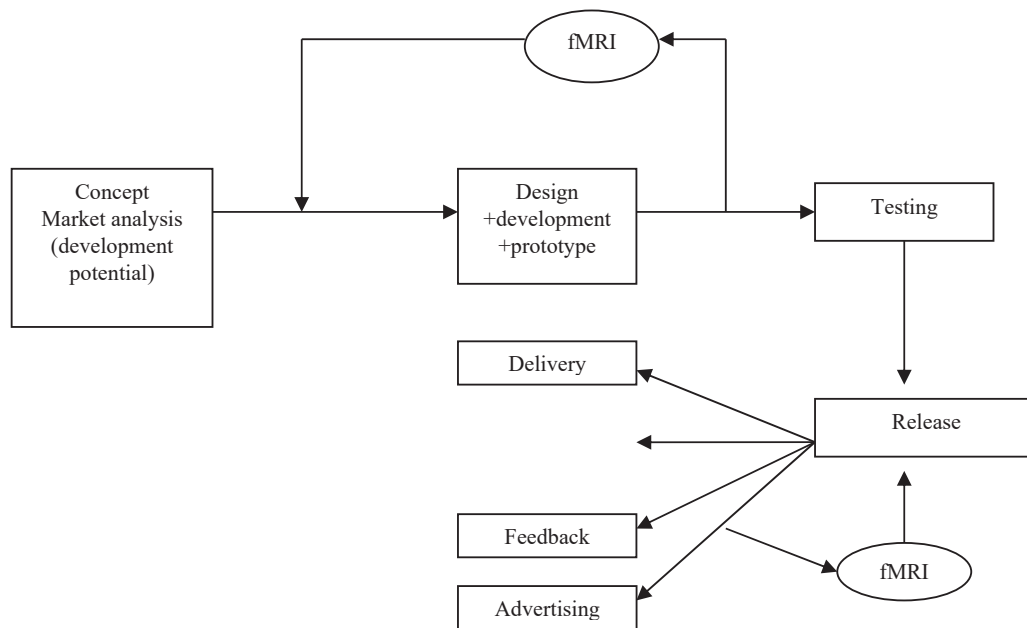 fMRI
Concept
Market analysis
(development
potential)
Design
+development
+prototype
Testing
Delivery
Release
Feedback
fMRI
Advertising